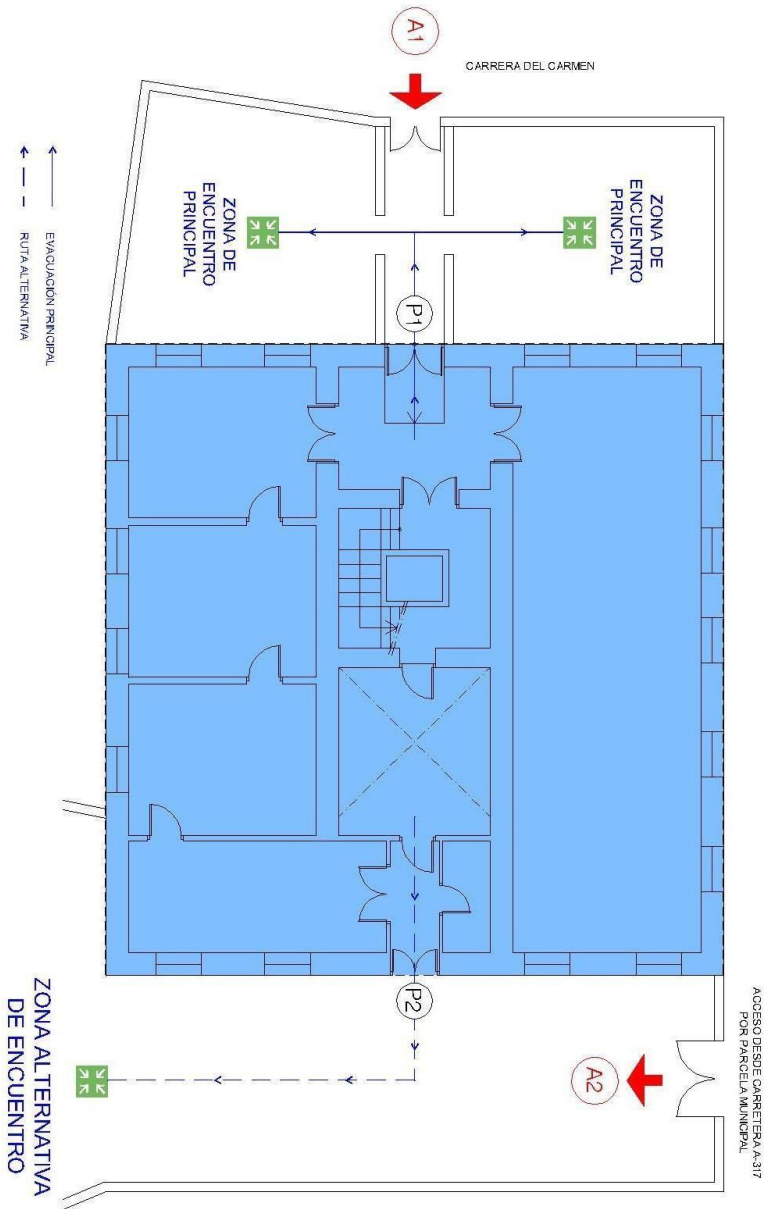 A1
CARRERA DEL CARMEN
ZONA DE
ENCUENTRO
PRINCIPAL
ZONA DE
ENCUENTRO
PRINCIPAL
P1
EVACUACIÓN PRINCIPAL
RUTA ALTERNATIVA
P2
A2
ACCESO DESDE CARRETERA A-317
POR PARCELA MUNICIPAL
ZONA ALTERNATIVA
DE ENCUENTRO